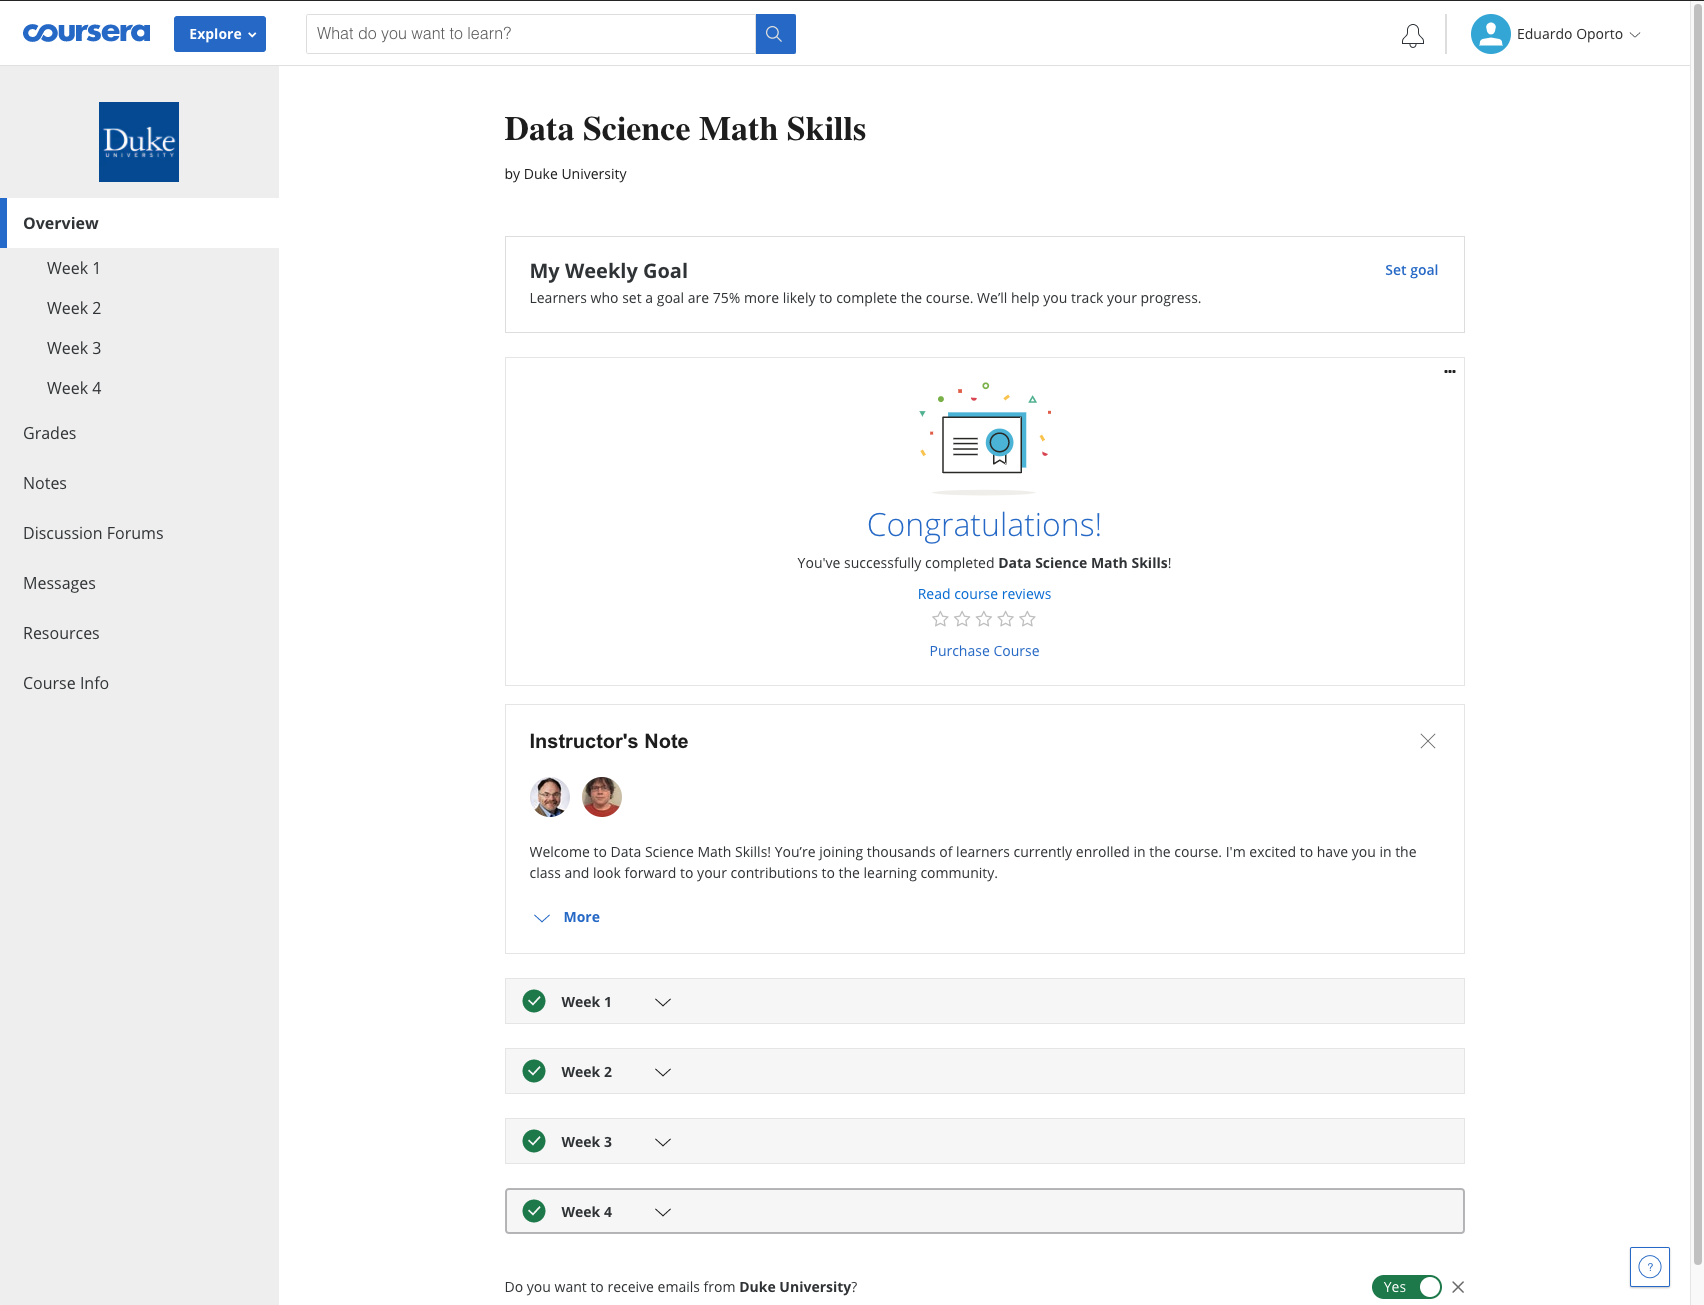 coursera
Explore
What do you want to learn?
Eduardo Oporto
Duke
UNIVERSITY
Overview
Week 1
Week 2
Week 3
Week 4
Grades
Notes
Discussion Forums
Messages
Resources
Course Info
Data Science Math Skills
by Duke University
My Weekly Goal
Set goal
Learners who set a goal are 75% more likely to complete the course. We’ll help you track your progress.
Congratulations!
You've successfully completed Data Science Math Skills!
Read course reviews
Purchase Course
Instructor's Note
Welcome to Data Science Math Skills! You’re joining thousands of learners currently enrolled in the course. I'm excited to have you in the
class and look forward to your contributions to the learning community.
More
Week 1
Week 2
Week 3
Week 4
Do you want to receive emails from Duke University?
Yes
?